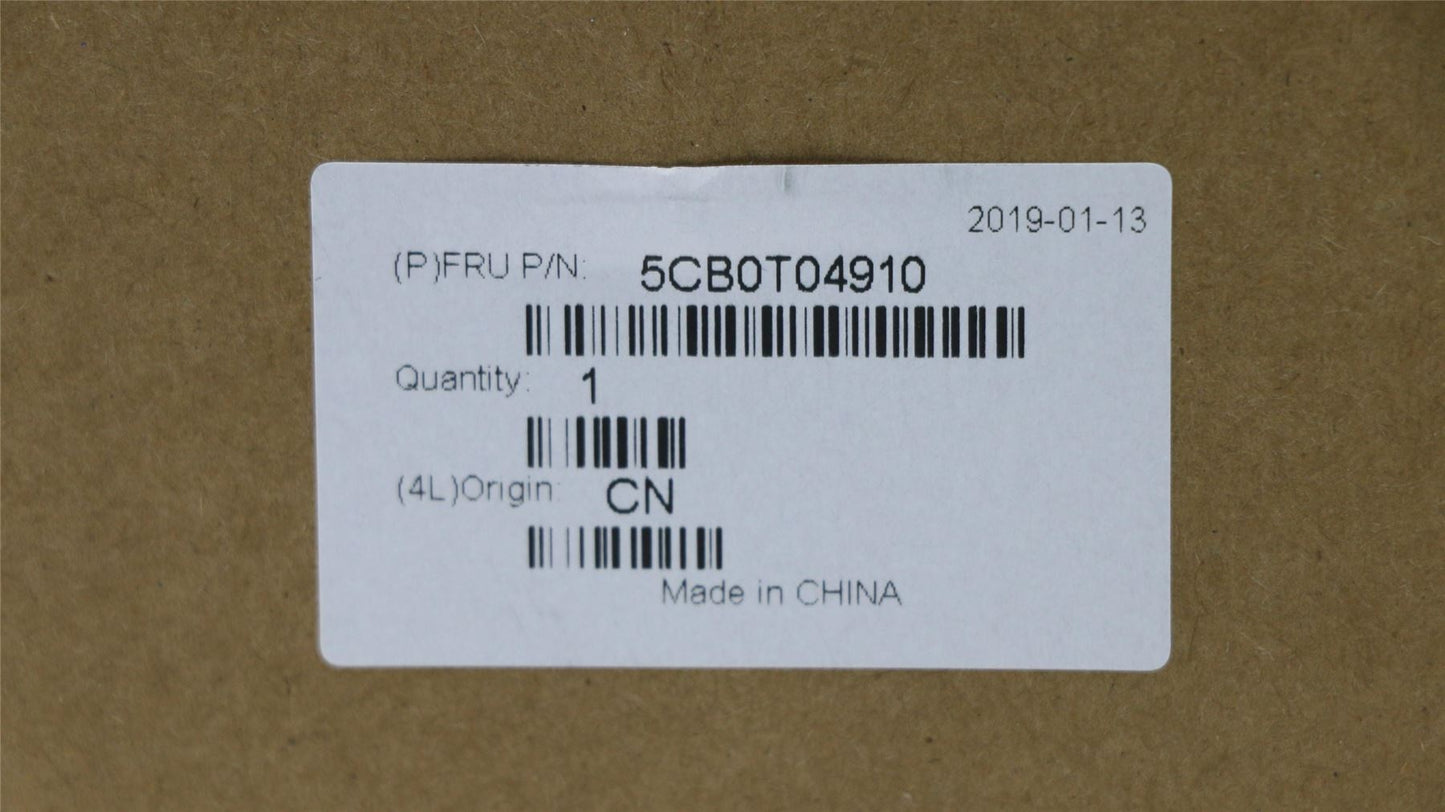 2019-01-13
(P)FRU P/N: 5CB0T04910
Quantity: 1
(4L)Origin: CN
Made in CHINA